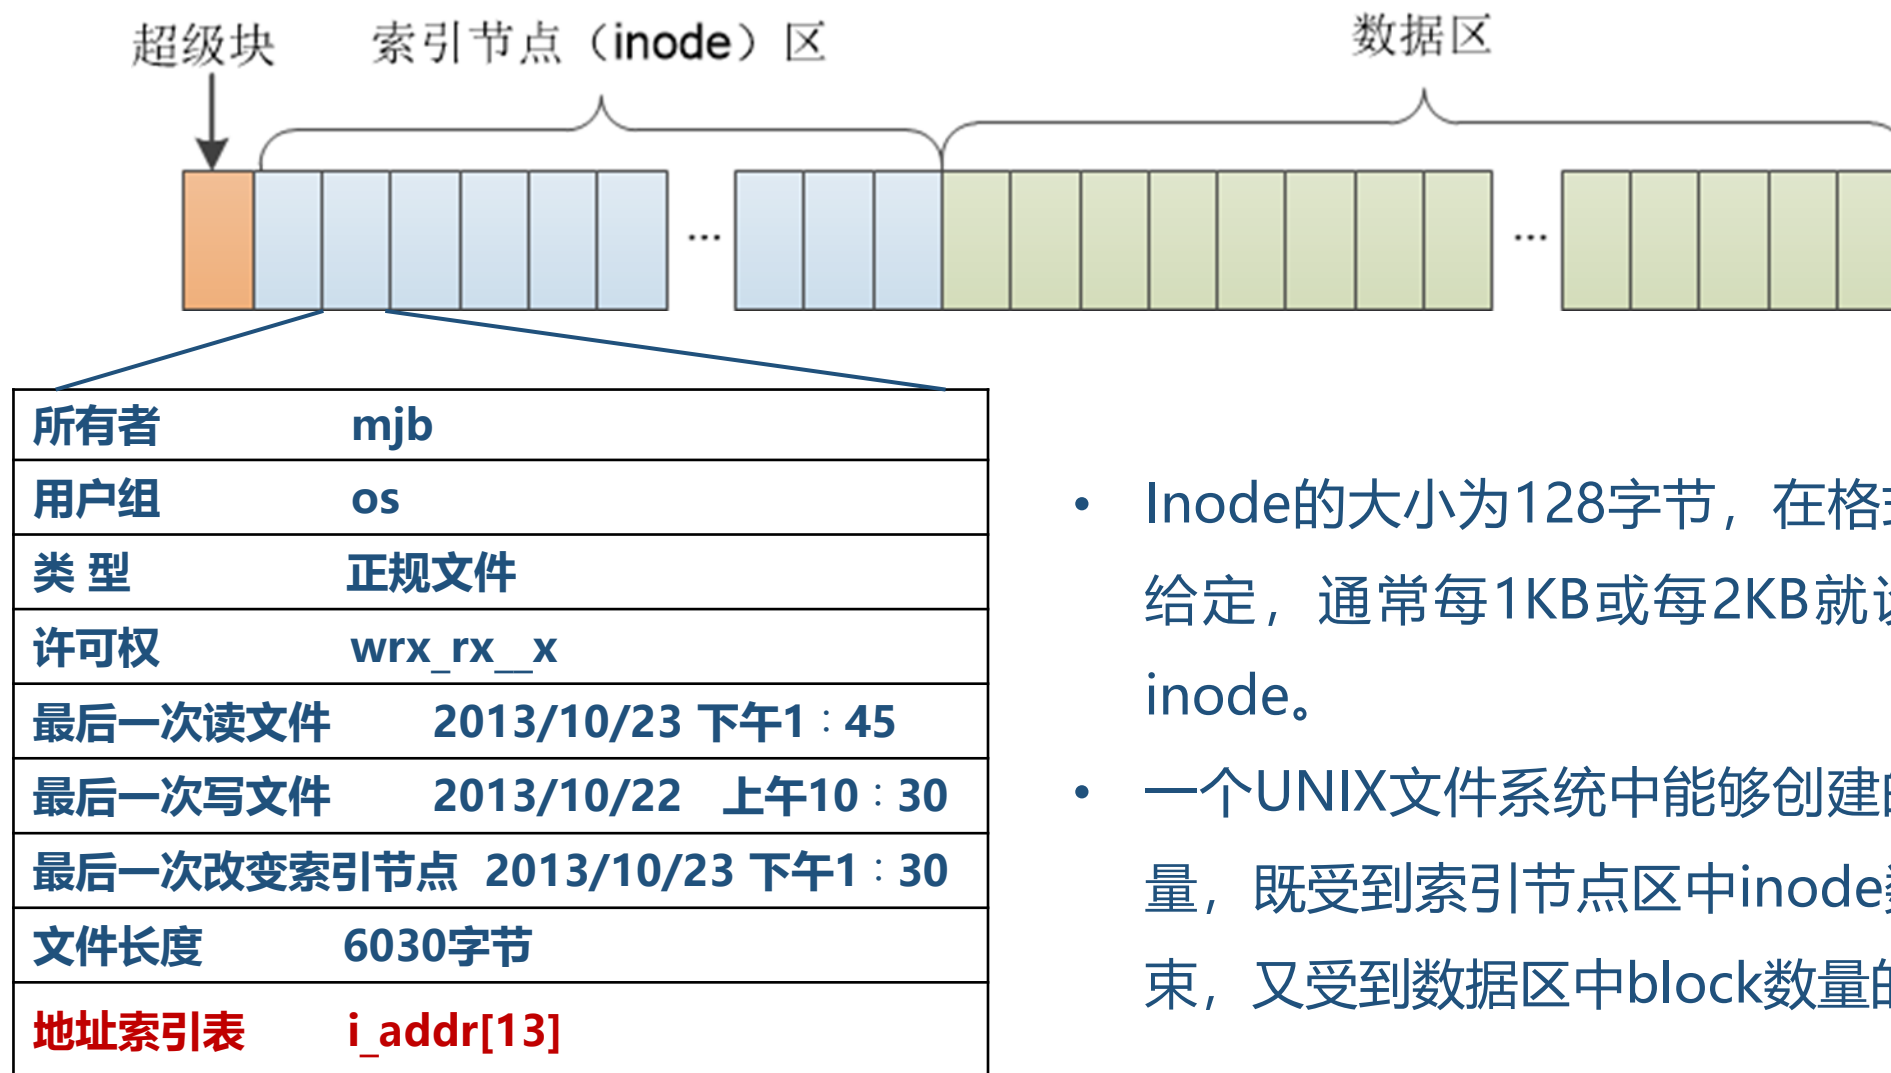 超级块
索引节点（inode）区
数据区
...
...
所有者 mjb
用户组 os
类 型 正规文件
许可权 wrx_rx__x
最后一次读文件 2013/10/23 下午1：45
最后一次写文件 2013/10/22 上午10：30
最后一次改变索引节点 2013/10/23 下午1：30
文件长度 6030字节
地址索引表 i_addr[13]
• Inode的大小为128字节，在格
给定，通常每1KB或每2KB就
inode。
• 一个UNIX文件系统中能够创建
量，既受到索引节点区中inode
束，又受到数据区中block数量